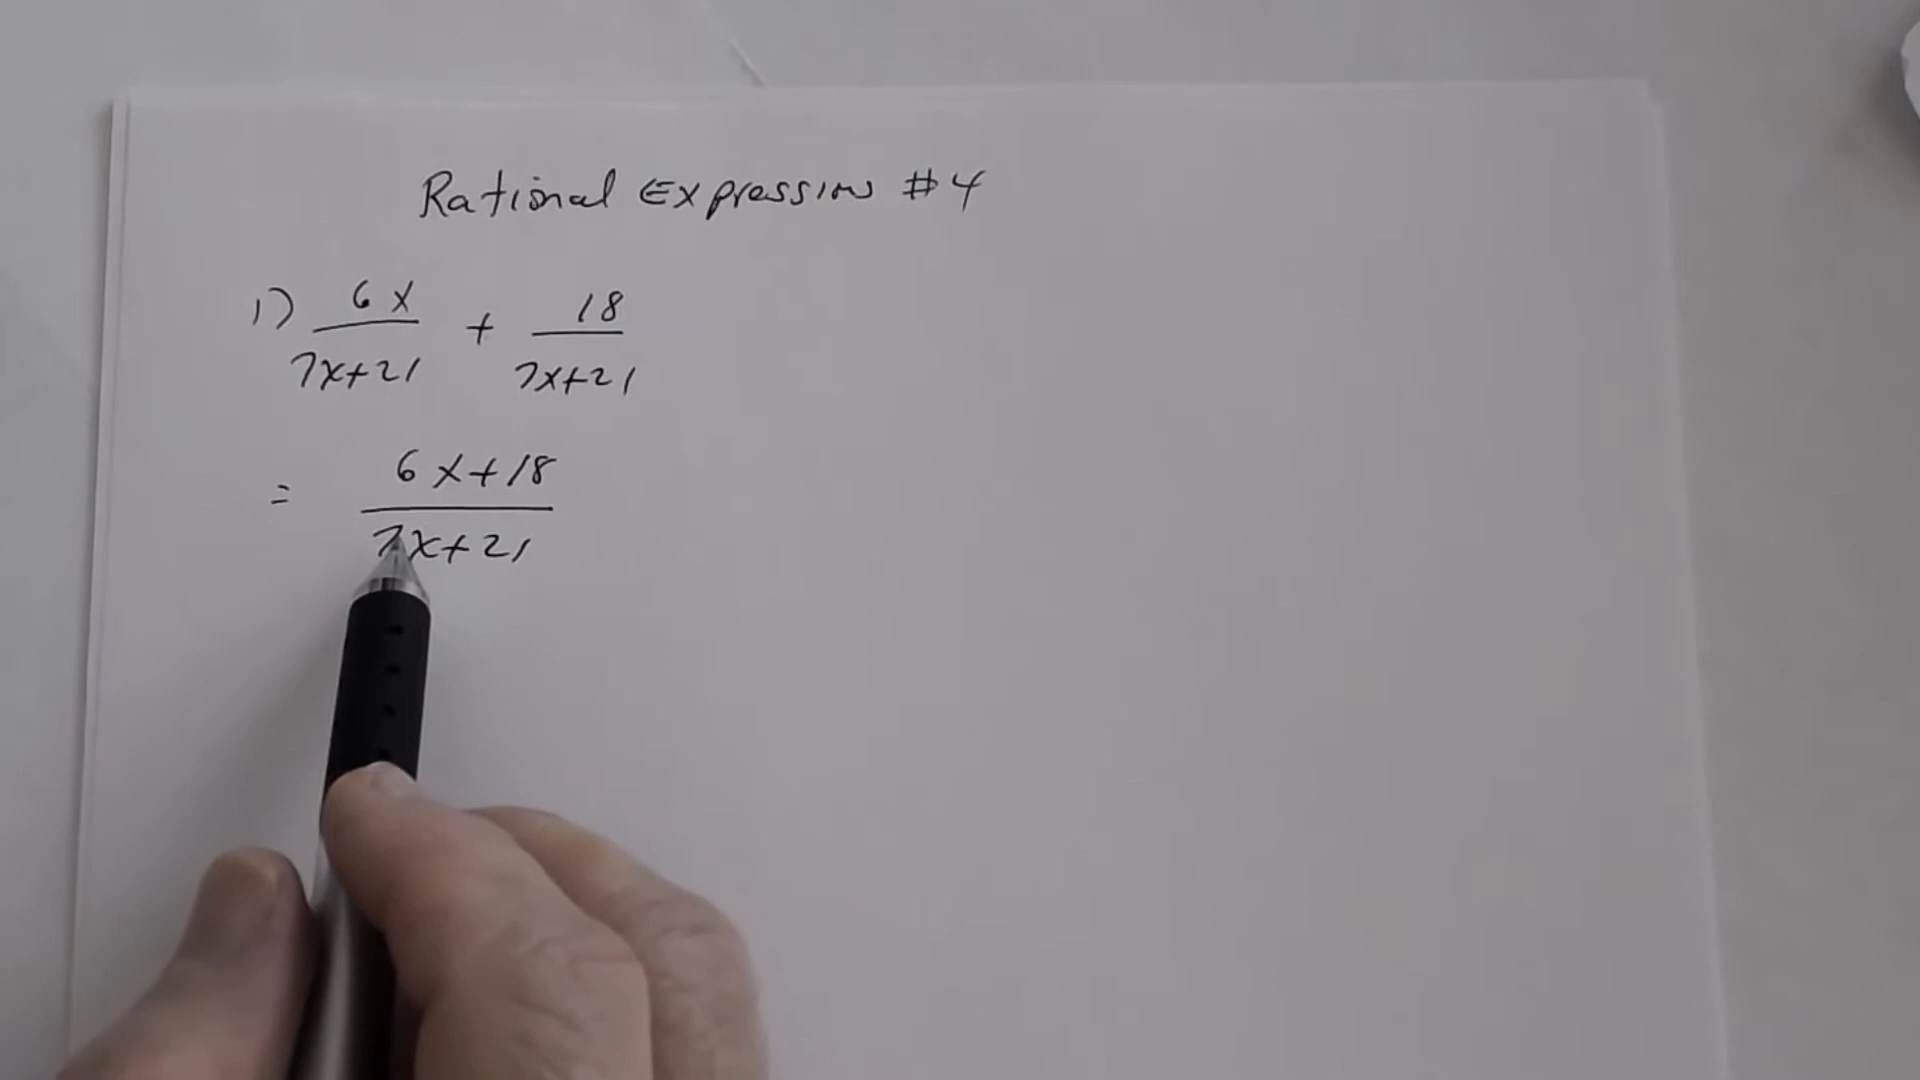 Rational Expression #4
1) 6x/7x+21 + 18/7x+21
= 6x+18/7x+21